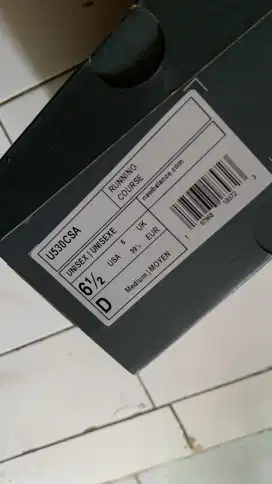 U530CSA
RUNNING
COURSE
UNISEX | UNISEXE
newbalance.com
6½ USA 6 UK
39½ EUR
D
Medium | MOYEN